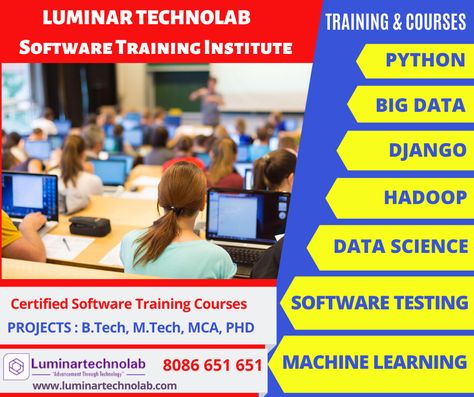 LUMINAR TECHNOLAB
SOFTWARE TRAINING INSTITUTE
TRAINING & COURSES
PYTHON
BIG DATA
DJANGO
HADOOP
DATA SCIENCE
SOFTWARE TESTING
MACHINE LEARNING
Certified Software Training Courses
PROJECTS : B.Tech, M.Tech, MCA, PHD
Luminartechnolab
"Advancement Through Technology"
8086 651 651
www.luminartechnolab.com